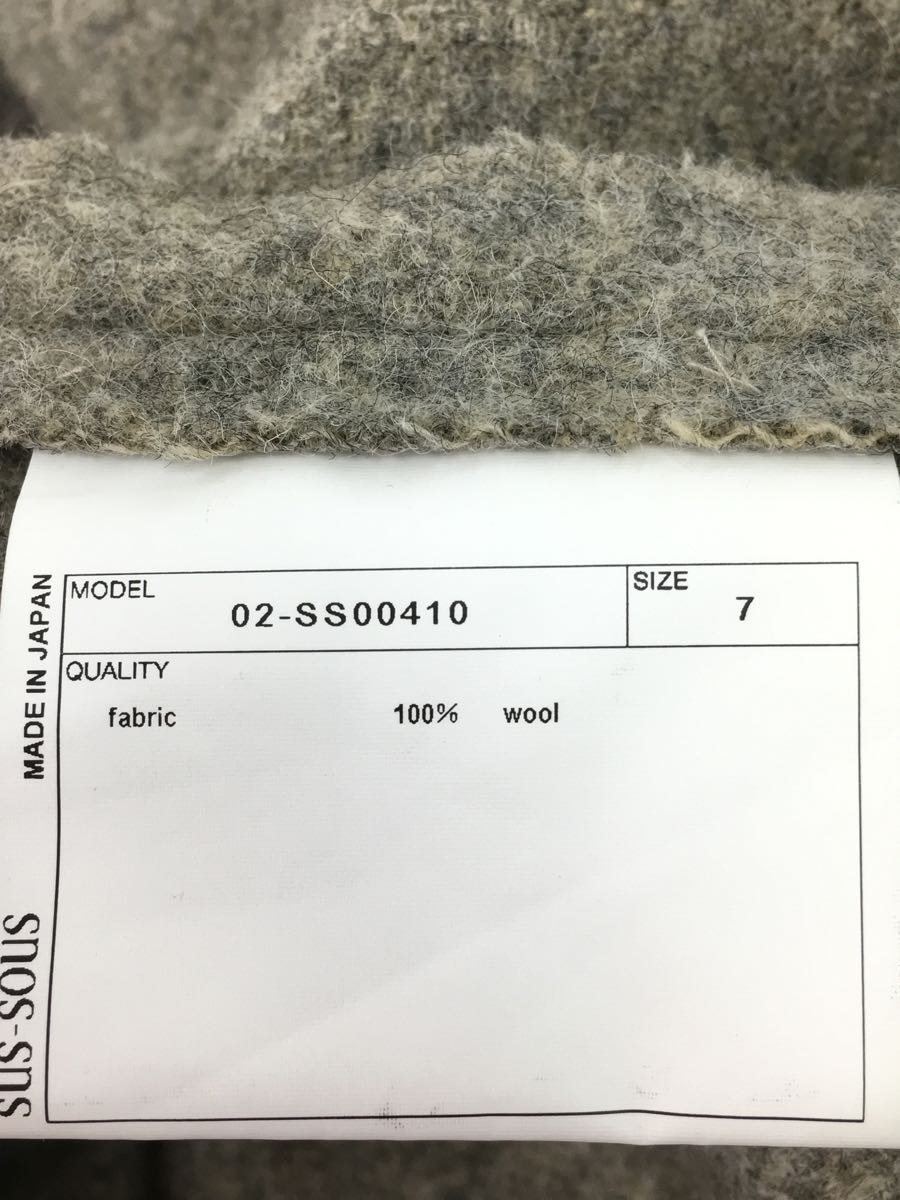 MODEL
02-SS00410
SIZE
7
QUALITY
fabric 100% wool
MADE IN JAPAN
sus-sous